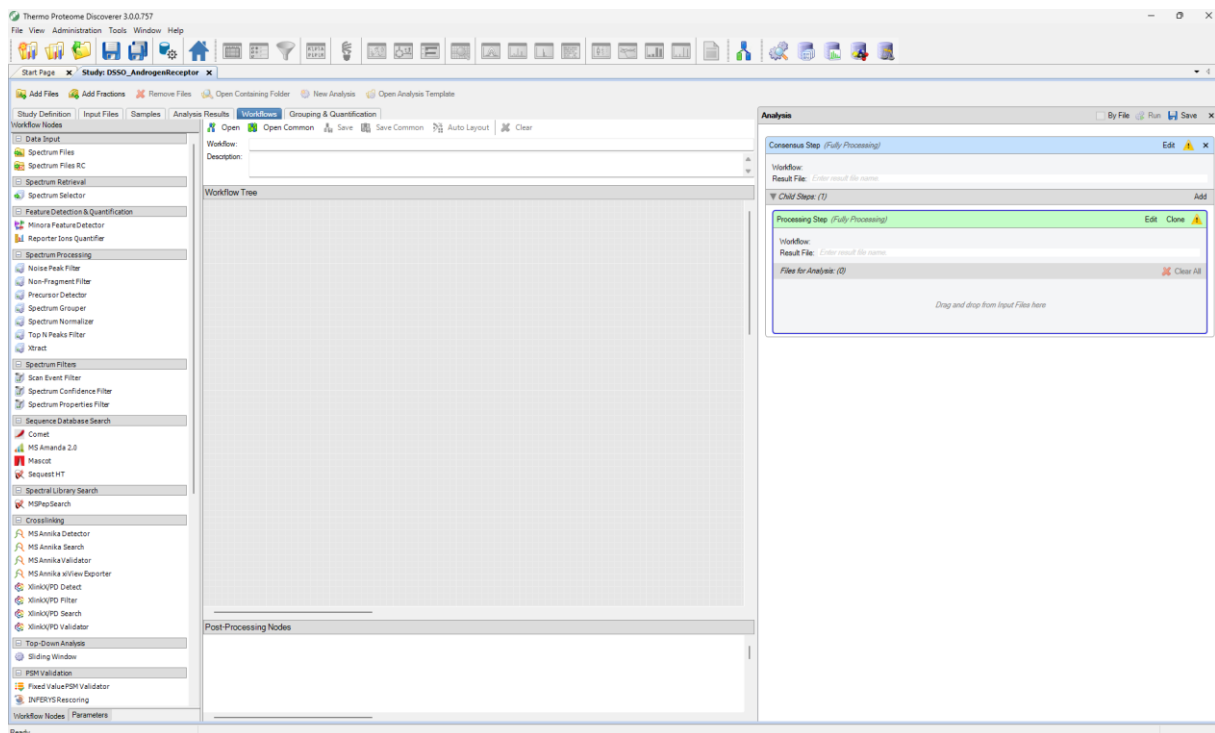 Thermo Proteome Discoverer 3.0.0.757
File View Administration Tools Window Help
Start Page x Study: DSSO_AndrogenReceptor x
Add Files Add Fractions Remove Files Open Containing Folder New Analysis Open Analysis Template
Study Definition Input Files Samples Analysis Results Workflows Grouping & Quantification
Workflow Nodes
Data Input
Spectrum Files
Spectrum Files RC
Spectrum Retrieval
Spectrum Selector
Feature Detection & Quantification
Minora Feature Detector
Reporter Ions Quantifier
Spectrum Processing
Noise Peak Filter
Non-Fragment Filter
Precursor Detector
Spectrum Grouper
Spectrum Normalizer
Top N Peaks Filter
Xtract
Spectrum Filters
Scan Event Filter
Spectrum Confidence Filter
Spectrum Properties Filter
Sequence Database Search
Comet
MS Amanda 2.0
Mascot
Sequest HT
Spectral Library Search
MSPepSearch
Crosslinking
MS Annika Detector
MS Annika Search
MS Annika Validator
MS Annika xiView Exporter
XlinkX/PD Detect
XlinkX/PD Filter
XlinkX/PD Search
XlinkX/PD Validator
Top-Down Analysis
Sliding Window
PSM Validation
Fixed Value PSM Validator
INFERYS Rescoring
Workflow Nodes Parameters
Ready
Open Open Common Save Save Common Auto Layout Clear
Workflow:
Description:
Workflow Tree
Post-Processing Nodes
Analysis By File Run Save x
Consensus Step (Fully Processing) Edit x
Workflow:
Result File: Enter result file name
Child Steps: (1) Add
Processing Step (Fully Processing) Edit Clone
Workflow:
Result File: Enter result file name
Files for Analysis: (0) Clear All
Drag and drop from Input Files here